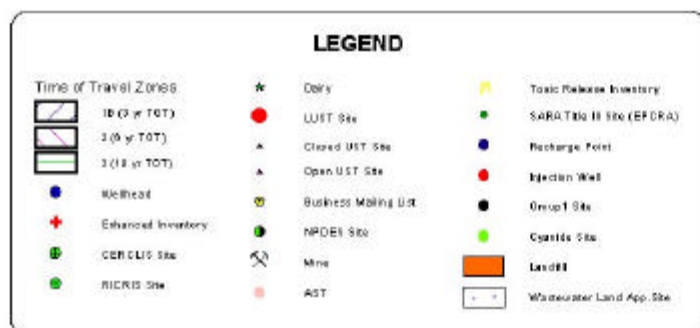 LEGEND
Time of Travel Zones
1B (3 yr TOT)
2 (6 yr TOT)
3 (10 yr TOT)
Wellhead
Enhanced Inventory
CERCLIS Site
RICRIS Site
Dairy
LUST Site
Closed UST Site
Open UST Site
Business Mailing List
NPDES Site
Mine
AST
Toxic Release Inventory
SARA Title III Site (EPCRA)
Recharge Point
Injection Well
Group1 Site
Cyanide Site
Landfill
Wastewater Land App. Site